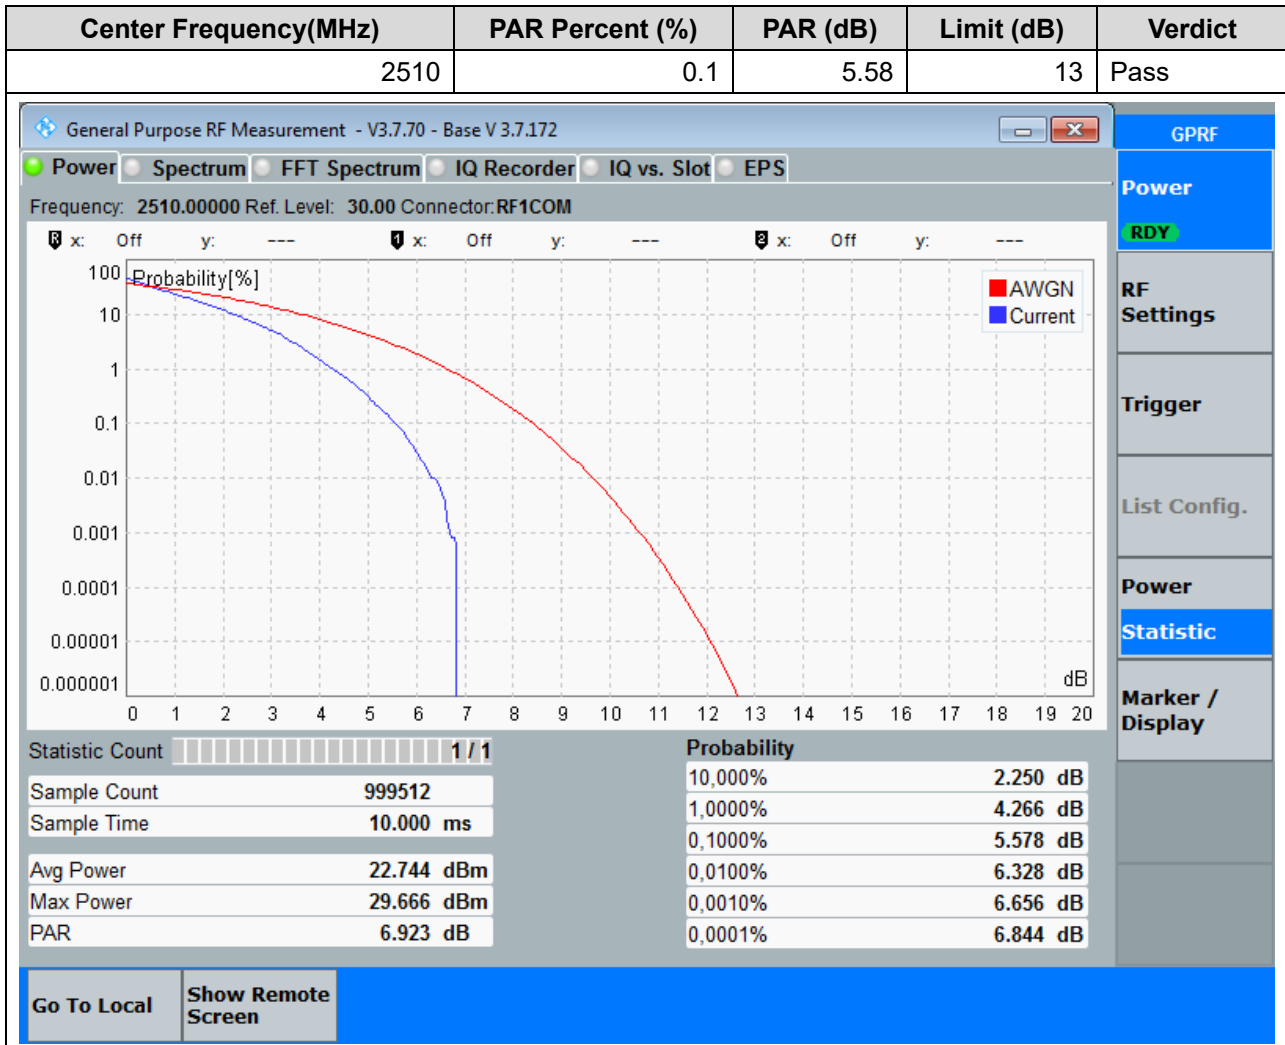 Center Frequency(MHz) PAR Percent (%) PAR (dB) Limit (dB) Verdict
2510 0.1 5.58 13 Pass
General Purpose RF Measurement - V3.7.70 - Base V 3.7.172
GPRF
Power Spectrum FFT Spectrum IQ Recorder IQ vs. Slot EPS
Power
RDY
Frequency: 2510.00000 Ref. Level: 30.00 Connector:RF1COM
R x: Off y: --- 1 x: Off y: --- 2 x: Off y: ---
Probability[%]
AWGN
Current
100
10
1
0.1
0.01
0.001
0.0001
0.00001
0.000001
dB
0 1 2 3 4 5 6 7 8 9 10 11 12 13 14 15 16 17 18 19 20
RF
Settings
Trigger
List Config.
Power
Statistic
Marker /
Display
Statistic Count 1 / 1
Sample Count 999512
Sample Time 10.000 ms
Avg Power 22.744 dBm
Max Power 29.666 dBm
PAR 6.923 dB
Probability
10,000% 2.250 dB
1,0000% 4.266 dB
0,1000% 5.578 dB
0,0100% 6.328 dB
0,0010% 6.656 dB
0,0001% 6.844 dB
Go To Local
Show Remote
Screen